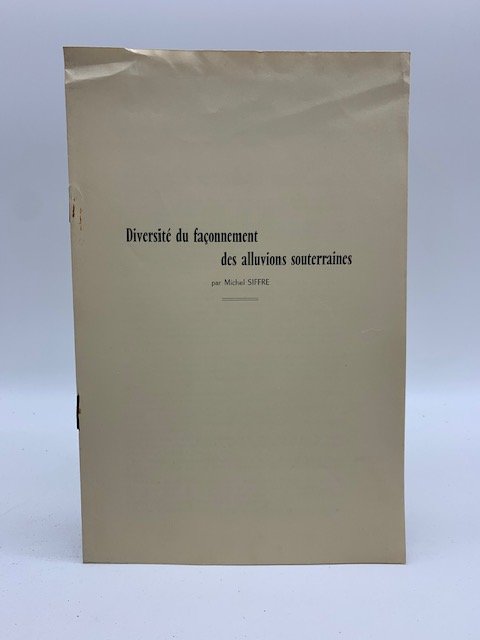 Diversité du façonnement
des alluvions souterraines
par Michel SIFFRE